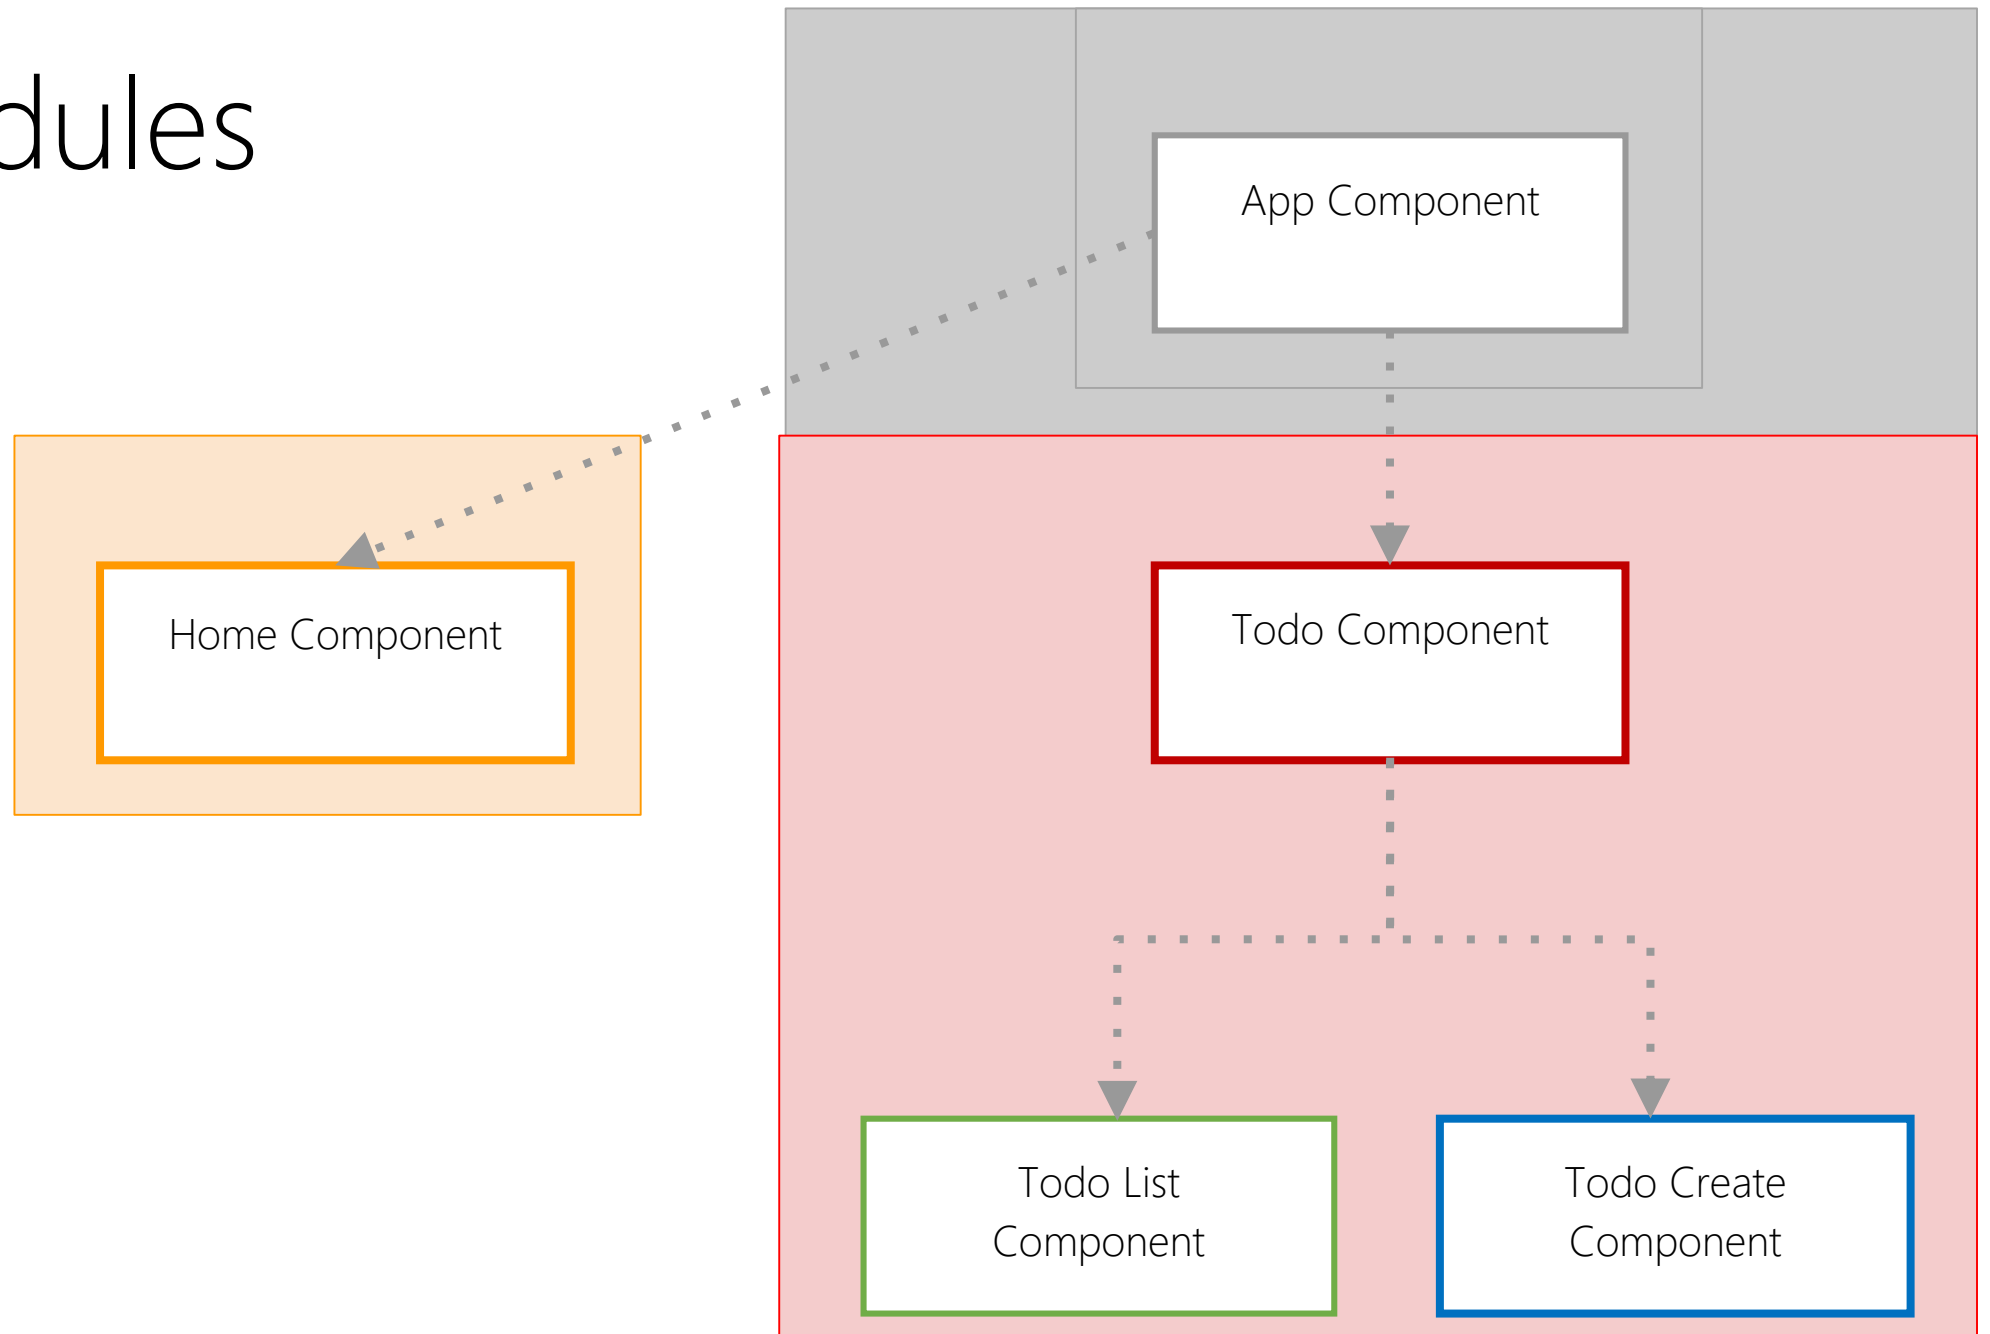 dules
App Component
Home Component
Todo Component
Todo List
Component
Todo Create
Component